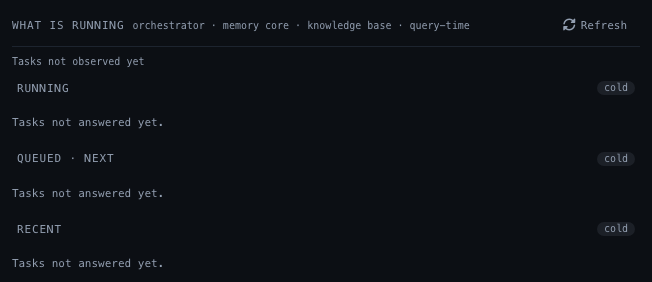 WHAT IS RUNNING orchestrator · memory core · knowledge base · query-time Refresh
Tasks not observed yet
RUNNING cold
Tasks not answered yet.
QUEUED · NEXT cold
Tasks not answered yet.
RECENT cold
Tasks not answered yet.